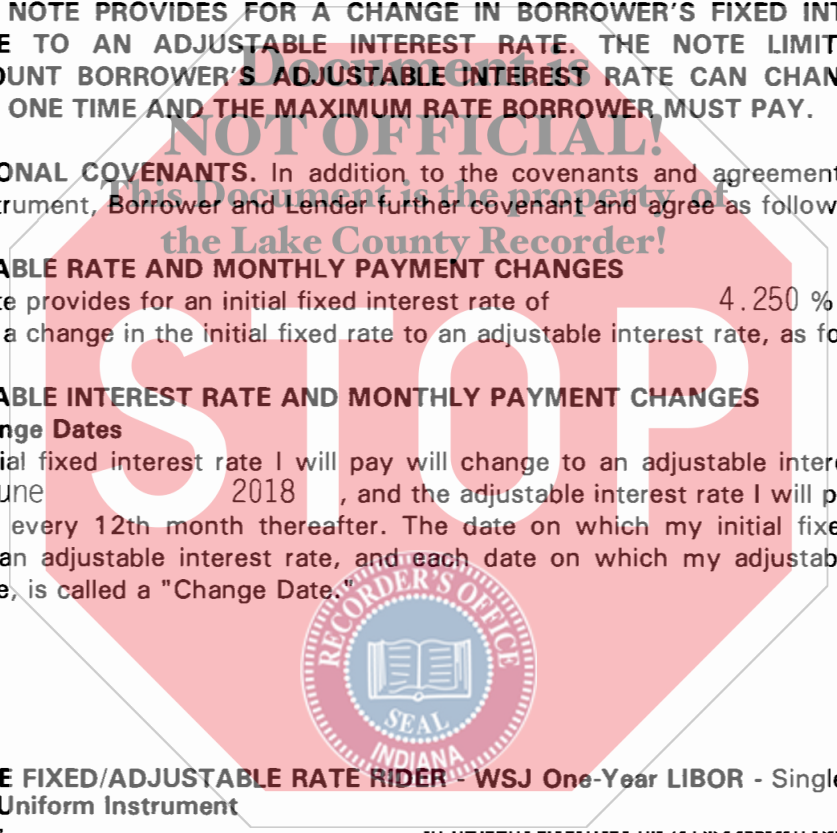 NOTE PROVIDES FOR A CHANGE IN BORROWER'S FIXED INT
E TO AN ADJUSTABLE INTEREST RATE. THE NOTE LIMIT
OUNT BORROWER'S ADJUSTABLE INTEREST RATE CAN CHAN
ONE TIME AND THE MAXIMUM RATE BORROWER MUST PAY.
Document is
NOT OFFICIAL!
This Document is the property of
the Lake County Recorder!
ONAL COVENANTS. In addition to the covenants and agreement
trument, Borrower and Lender further covenant and agree as follow
ABLE RATE AND MONTHLY PAYMENT CHANGES
te provides for an initial fixed interest rate of 4.250 %
a change in the initial fixed rate to an adjustable interest rate, as fo
STOP
ABLE INTEREST RATE AND MONTHLY PAYMENT CHANGES
nge Dates
ial fixed interest rate I will pay will change to an adjustable inter
une 2018 , and the adjustable interest rate I will p
every 12th month thereafter. The date on which my initial fixe
an adjustable interest rate, and each date on which my adjustab
e, is called a "Change Date."
RECORDER'S OFFICE
SEAL
INDIANA
E FIXED/ADJUSTABLE RATE RIDER - WSJ One-Year LIBOR - Single
Uniform Instrument